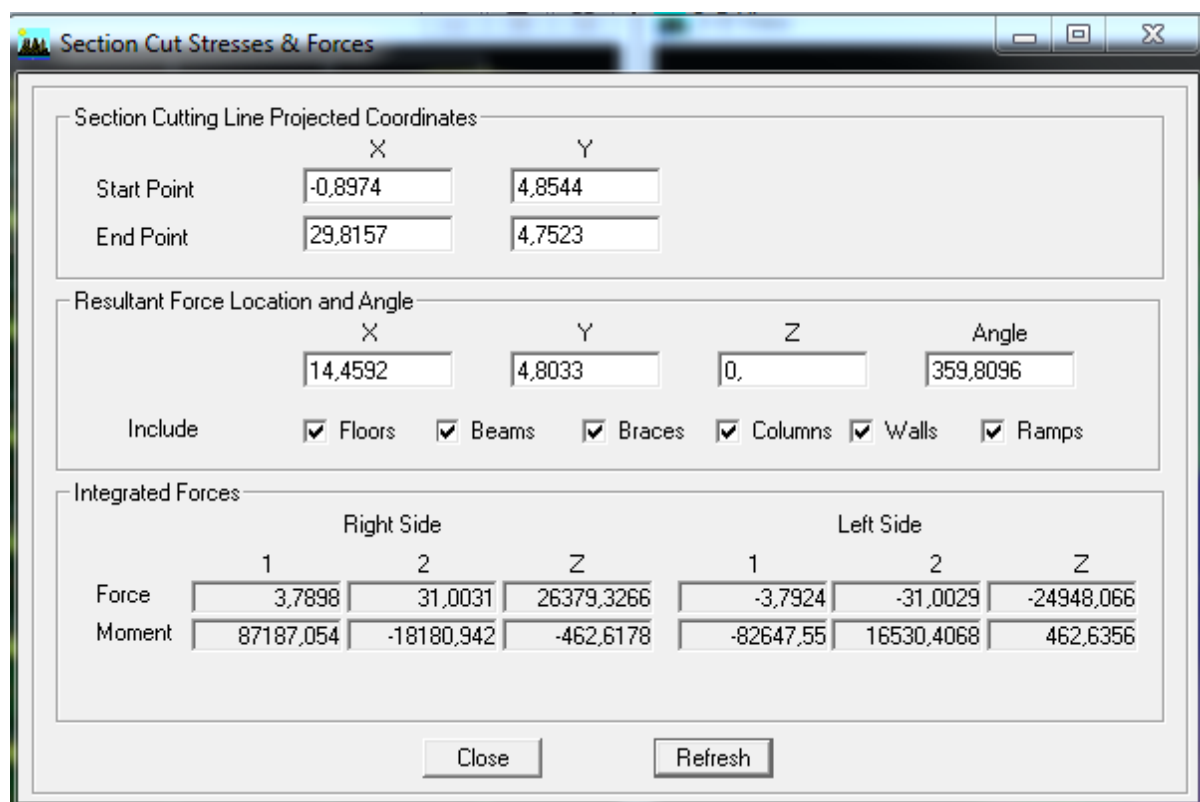 Section Cut Stresses & Forces
Section Cutting Line Projected Coordinates
X Y
Start Point -0,8974 4,8544
End Point 29,8157 4,7523
Resultant Force Location and Angle
X Y Z Angle
14,4592 4,8033 0, 359,8096
Include Floors Beams Braces Columns Walls Ramps
Integrated Forces
Right Side Left Side
1 2 Z 1 2 Z
Force 3,7898 31,0031 26379,3266 -3,7924 -31,0029 -24948,066
Moment 87187,054 -18180,942 -462,6178 -82647,55 16530,4068 462,6356
Close Refresh